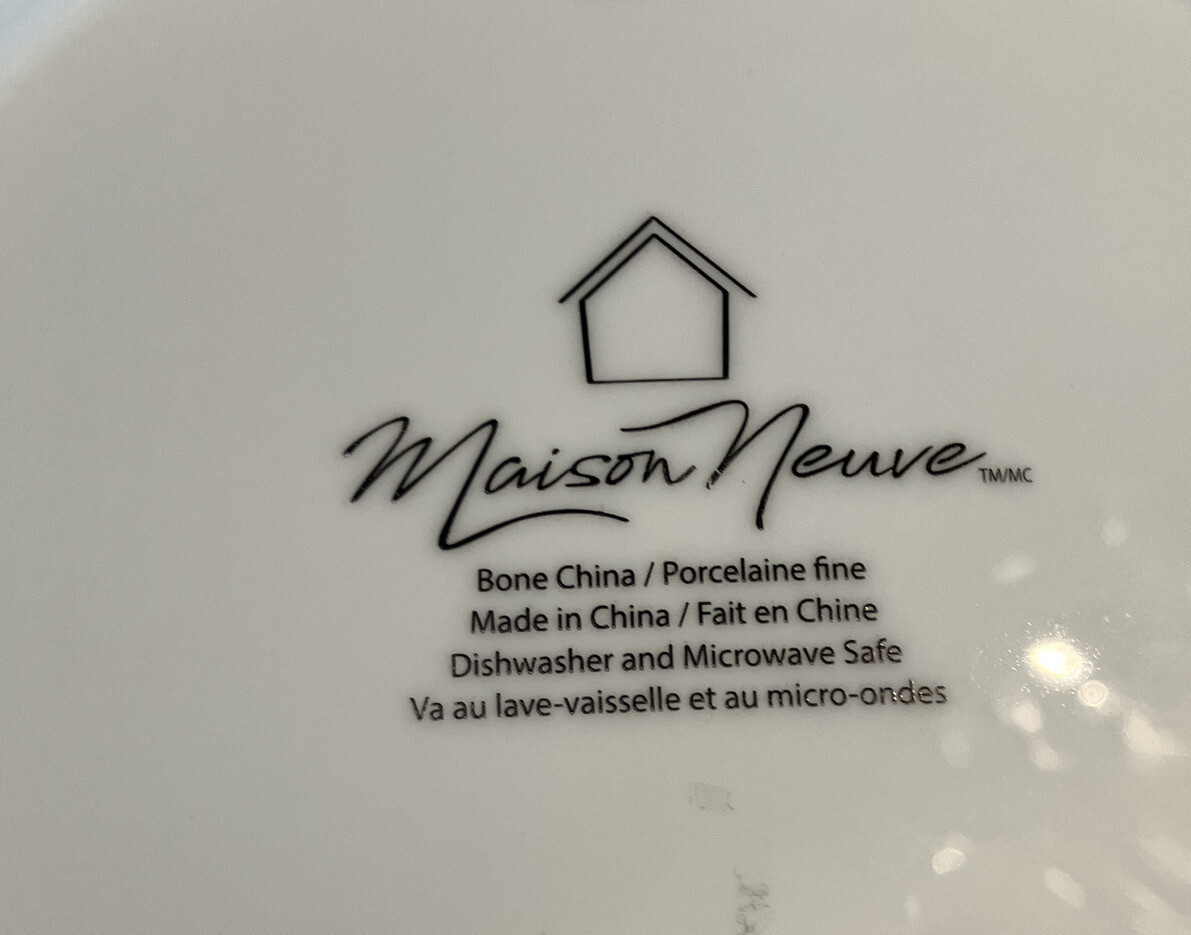 Maison Neuve TM/MC
Bone China / Porcelaine fine
Made in China / Fait en Chine
Dishwasher and Microwave Safe
Va au lave-vaisselle et au micro-ondes